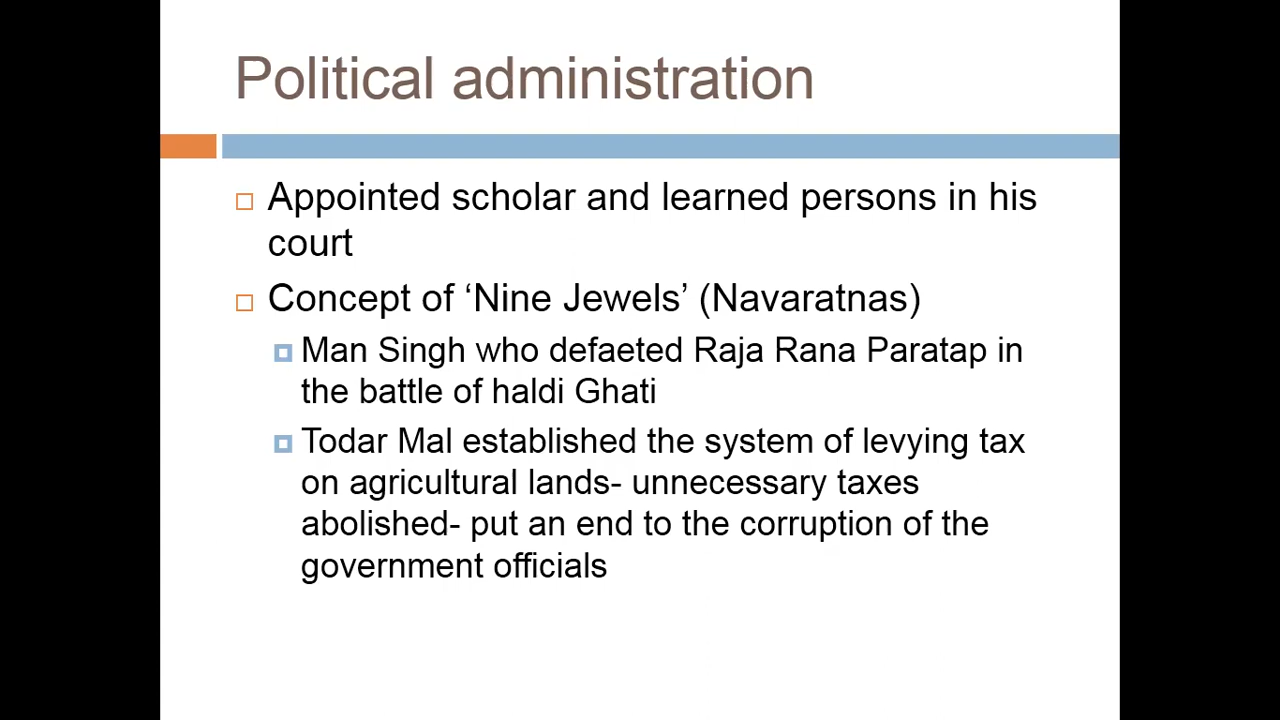 Political administration
Appointed scholar and learned persons in his
court
Concept of ‘Nine Jewels’ (Navaratnas)
Man Singh who defaeted Raja Rana Paratap in
the battle of haldi Ghati
Todar Mal established the system of levying tax
on agricultural lands- unnecessary taxes
abolished- put an end to the corruption of the
government officials